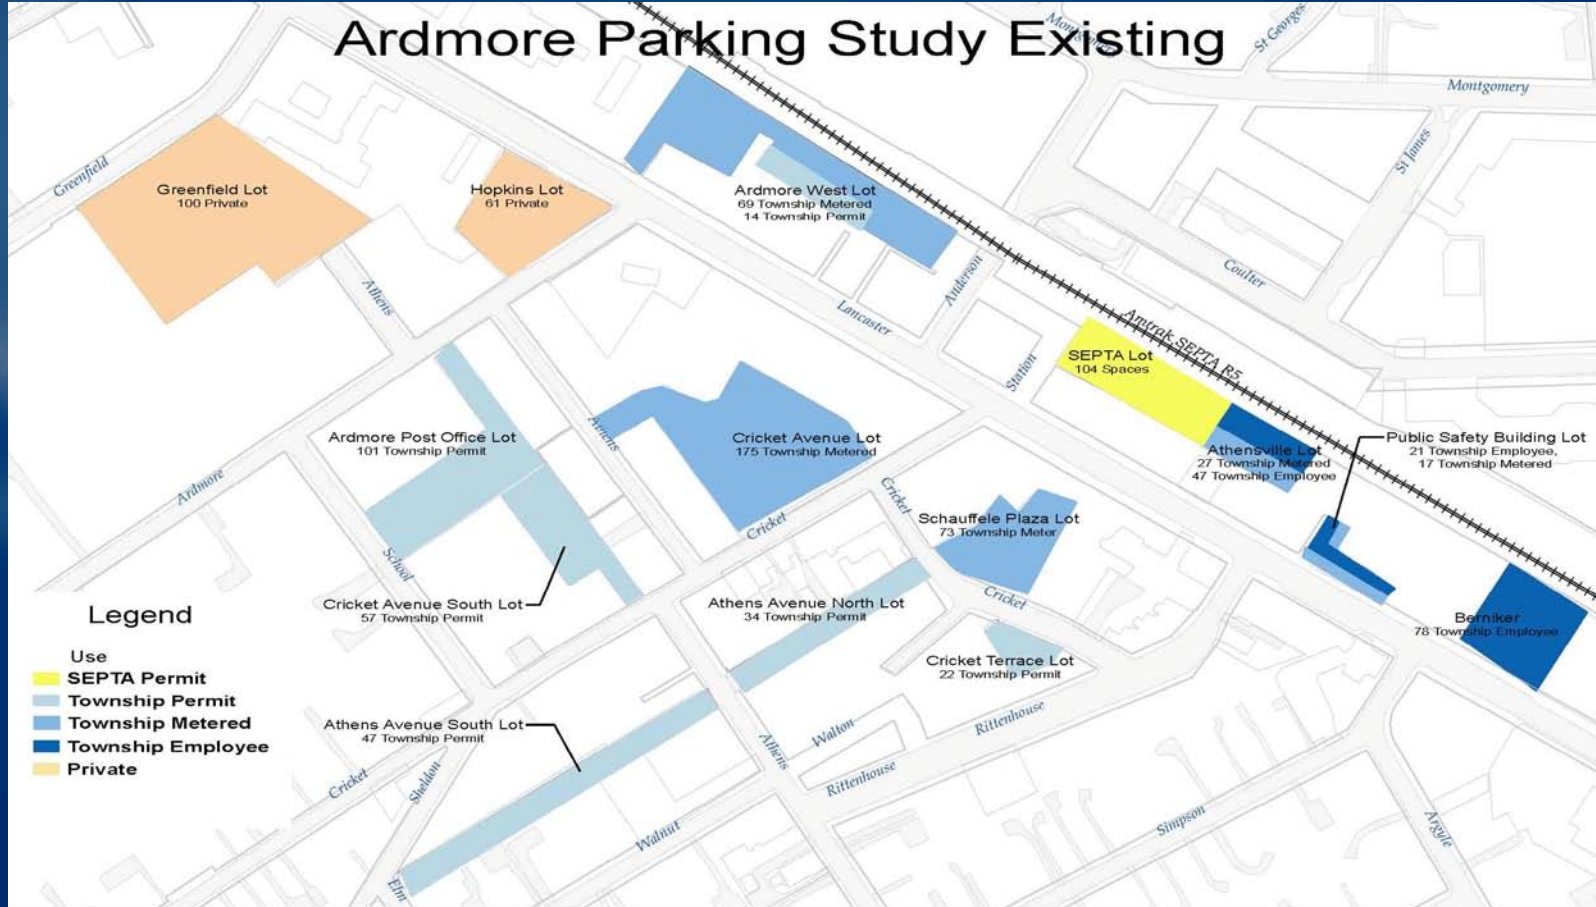 Ardmore Parking Study Existing
Montgomery
St Georges
Montgomery
St James
Greenfield
Greenfield Lot
100 Private
Hopkins Lot
61 Private
Ardmore West Lot
69 Township Metered
14 Township Permit
Athens
Lancaster
Anderson
Coulter
Amtrak SEPTA R5
SEPTA Lot
104 Spaces
Station
Ardmore Post Office Lot
101 Township Permit
Athens
Cricket Avenue Lot
175 Township Metered
Athensville Lot
27 Township Metered
47 Township Employee
Public Safety Building Lot
21 Township Employee,
17 Township Metered
Ardmore
Cricket
Cricket
Schauffele Plaza Lot
73 Township Meter
School
Cricket Avenue South Lot
57 Township Permit
Athens Avenue North Lot
34 Township Permit
Cricket
Berniker
78 Township Employee
Cricket Terrace Lot
22 Township Permit
Legend
Use
SEPTA Permit
Township Permit
Township Metered
Township Employee
Private
Athens Avenue South Lot
47 Township Permit
Athens
Walton
Rittenhouse
Rittenhouse
Cricket
Sheldon
Walnut
Simpson
Argyle
Elm